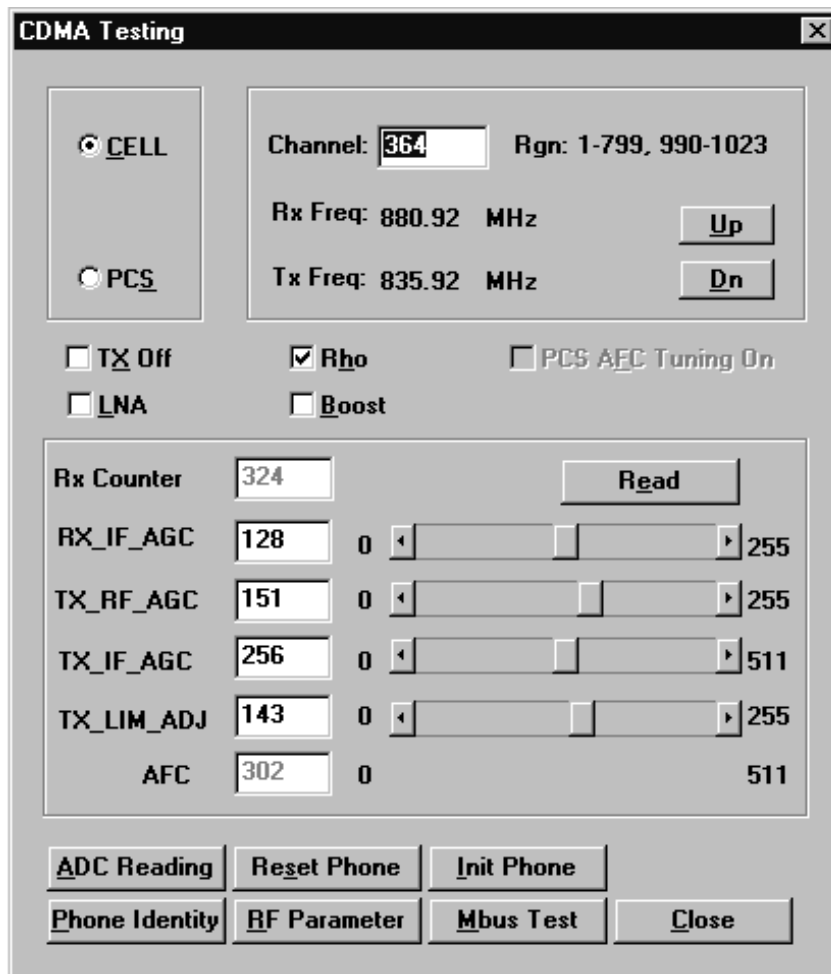 CDMA Testing
CELL
Channel: 364 Rgn: 1-799, 990-1023
Rx Freq: 880.92 MHz
Up
PCS
Tx Freq: 835.92 MHz
Dn
TX Off
Rho
PCS AFC Tuning On
LNA
Boost
Rx Counter 324 Read
RX_IF_AGC 128 0 255
TX_RF_AGC 151 0 255
TX_IF_AGC 256 0 511
TX_LIM_ADJ 143 0 255
AFC 302 0 511
ADC Reading Reset Phone Init Phone
Phone Identity RF Parameter Mbus Test Close